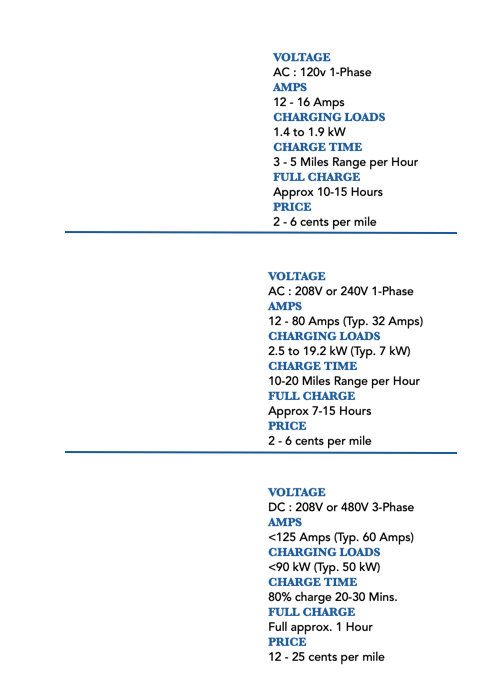 VOLTAGE
AC : 120v 1-Phase
AMPS
12 - 16 Amps
CHARGING LOADS
1.4 to 1.9 kW
CHARGE TIME
3 - 5 Miles Range per Hour
FULL CHARGE
Approx 10-15 Hours
PRICE
2 - 6 cents per mile
VOLTAGE
AC : 208V or 240V 1-Phase
AMPS
12 - 80 Amps (Typ. 32 Amps)
CHARGING LOADS
2.5 to 19.2 kW (Typ. 7 kW)
CHARGE TIME
10-20 Miles Range per Hour
FULL CHARGE
Approx 7-15 Hours
PRICE
2 - 6 cents per mile
VOLTAGE
DC : 208V or 480V 3-Phase
AMPS
<125 Amps (Typ. 60 Amps)
CHARGING LOADS
<90 kW (Typ. 50 kW)
CHARGE TIME
80% charge 20-30 Mins.
FULL CHARGE
Full approx. 1 Hour
PRICE
12 - 25 cents per mile